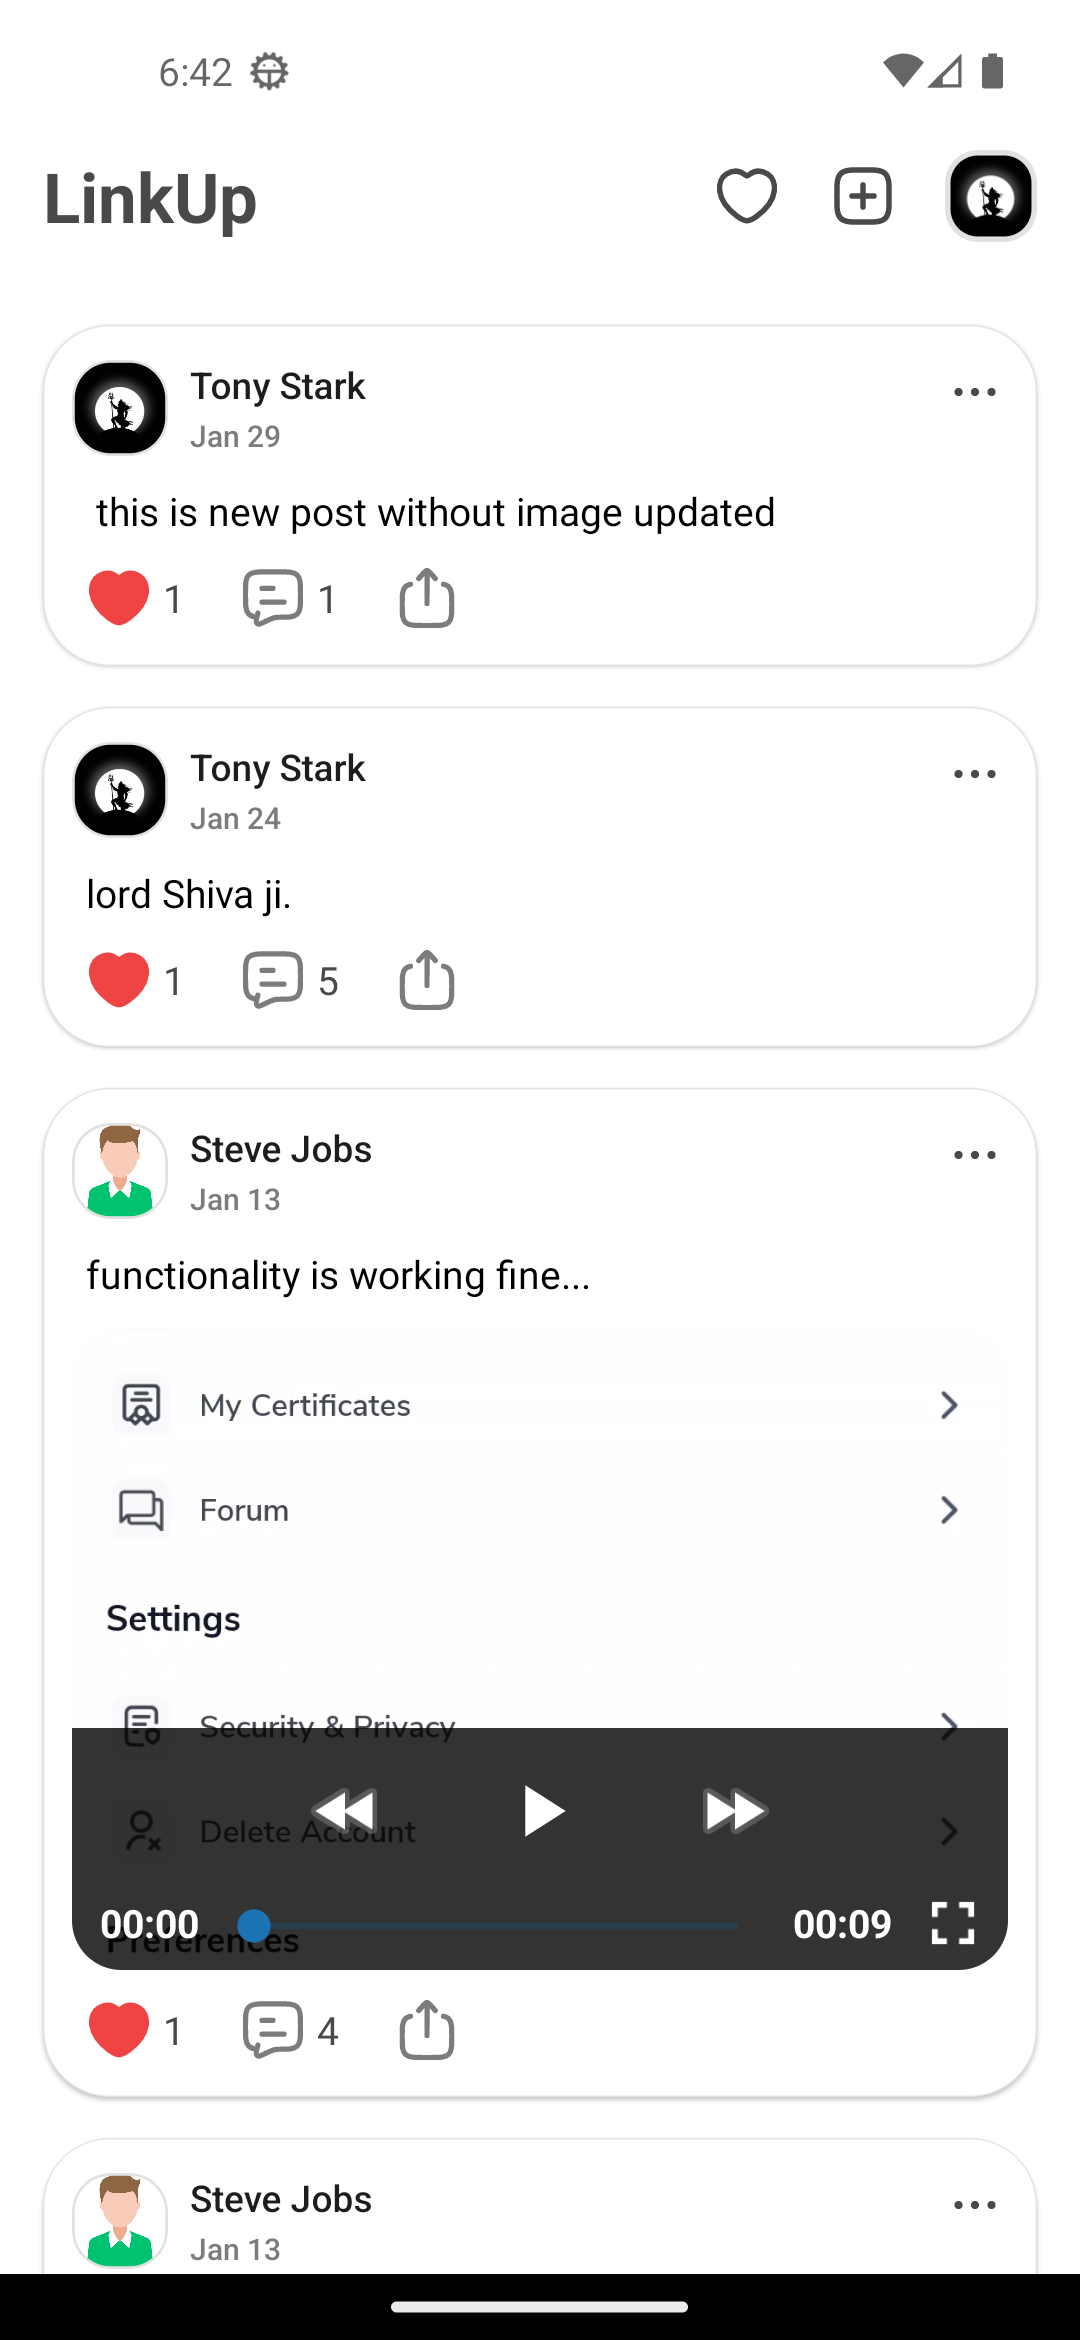 6:42
LinkUp
Tony Stark
Jan 29
this is new post without image updated
1 1
Tony Stark
Jan 24
lord Shiva ji.
1 5
Steve Jobs
Jan 13
functionality is working fine...
My Certificates
Forum
Settings
Security & Privacy
Delete Account
00:00 00:09
Preferences
1 4
Steve Jobs
Jan 13